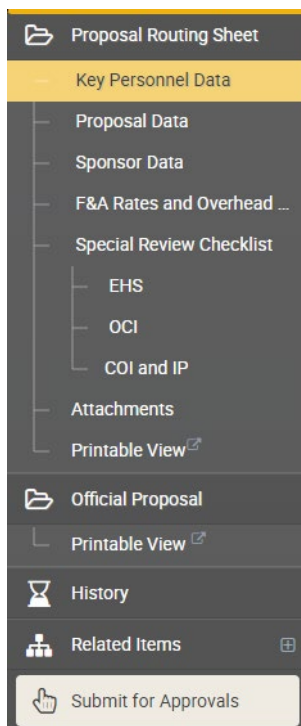 Proposal Routing Sheet
Key Personnel Data
Proposal Data
Sponsor Data
F&A Rates and Overhead ...
Special Review Checklist
EHS
OCI
COI and IP
Attachments
Printable View
Official Proposal
Printable View
History
Related Items
Submit for Approvals